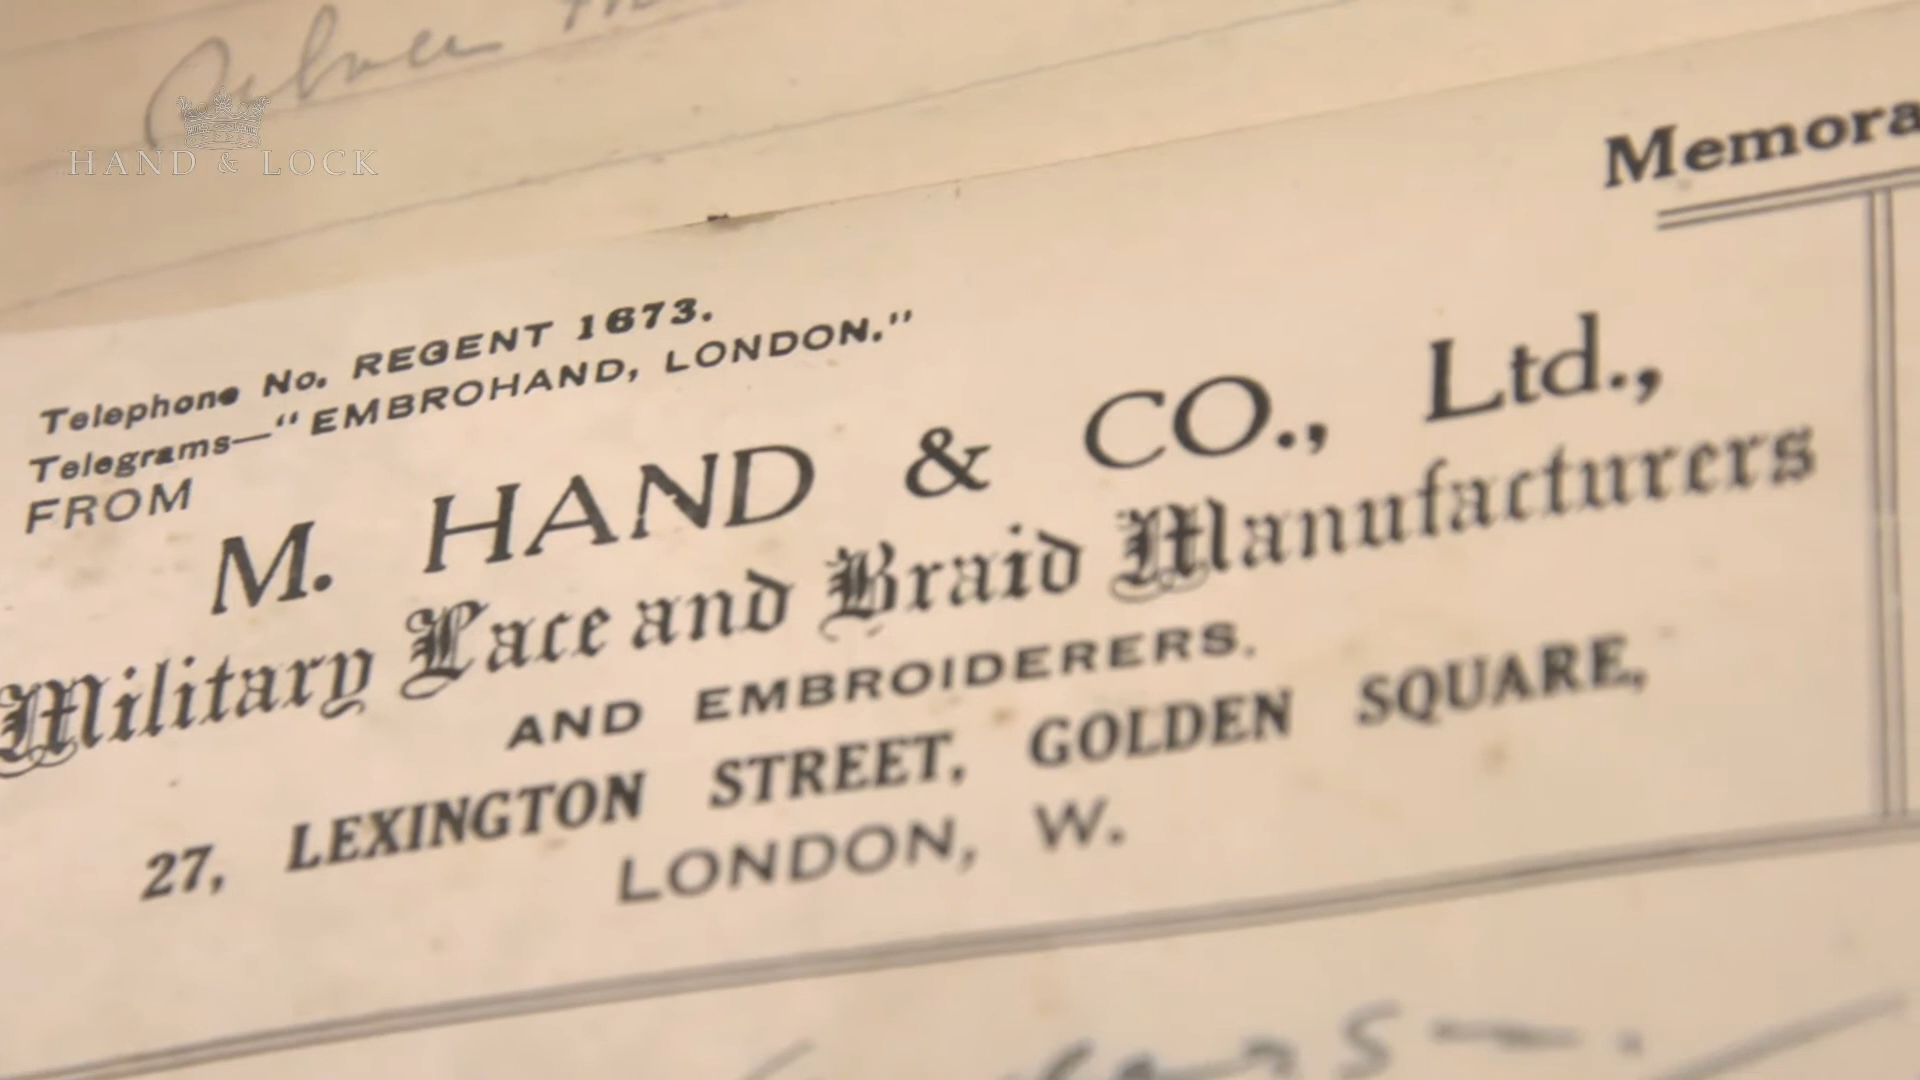 HAND & LOCK
Memora
Telephone No. REGENT 1673.
Telegrams—"EMBROHAND, LONDON."
FROM
M. HAND & CO., Ltd.,
Military Lace and Braid Manufacturers
AND EMBROIDERERS.
27, LEXINGTON STREET, GOLDEN SQUARE,
LONDON, W.